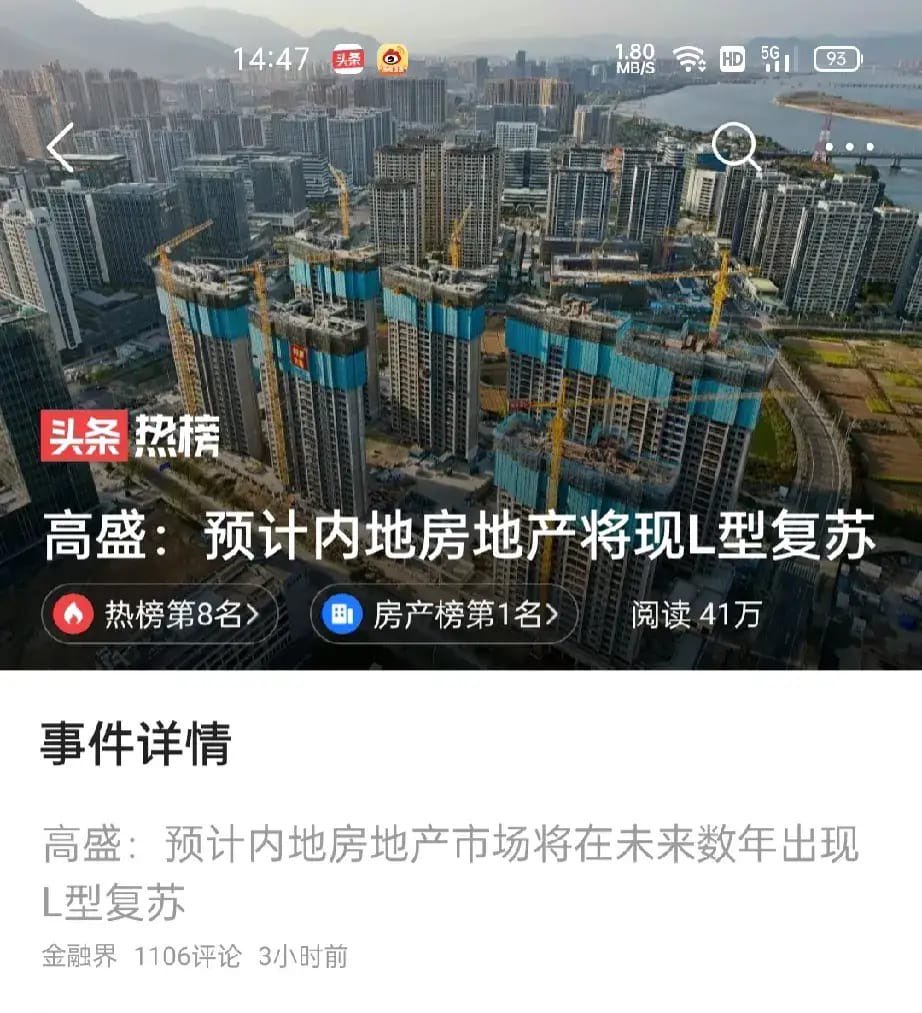 14:47 头条 1.80 MB/S HD 5G 93
头条 热榜
高盛：预计内地房地产将现L型复苏
热榜第8名> 房产榜第1名> 阅读 41万
事件详情
高盛：预计内地房地产市场将在未来数年出现
L型复苏
金融界 1106评论 3小时前